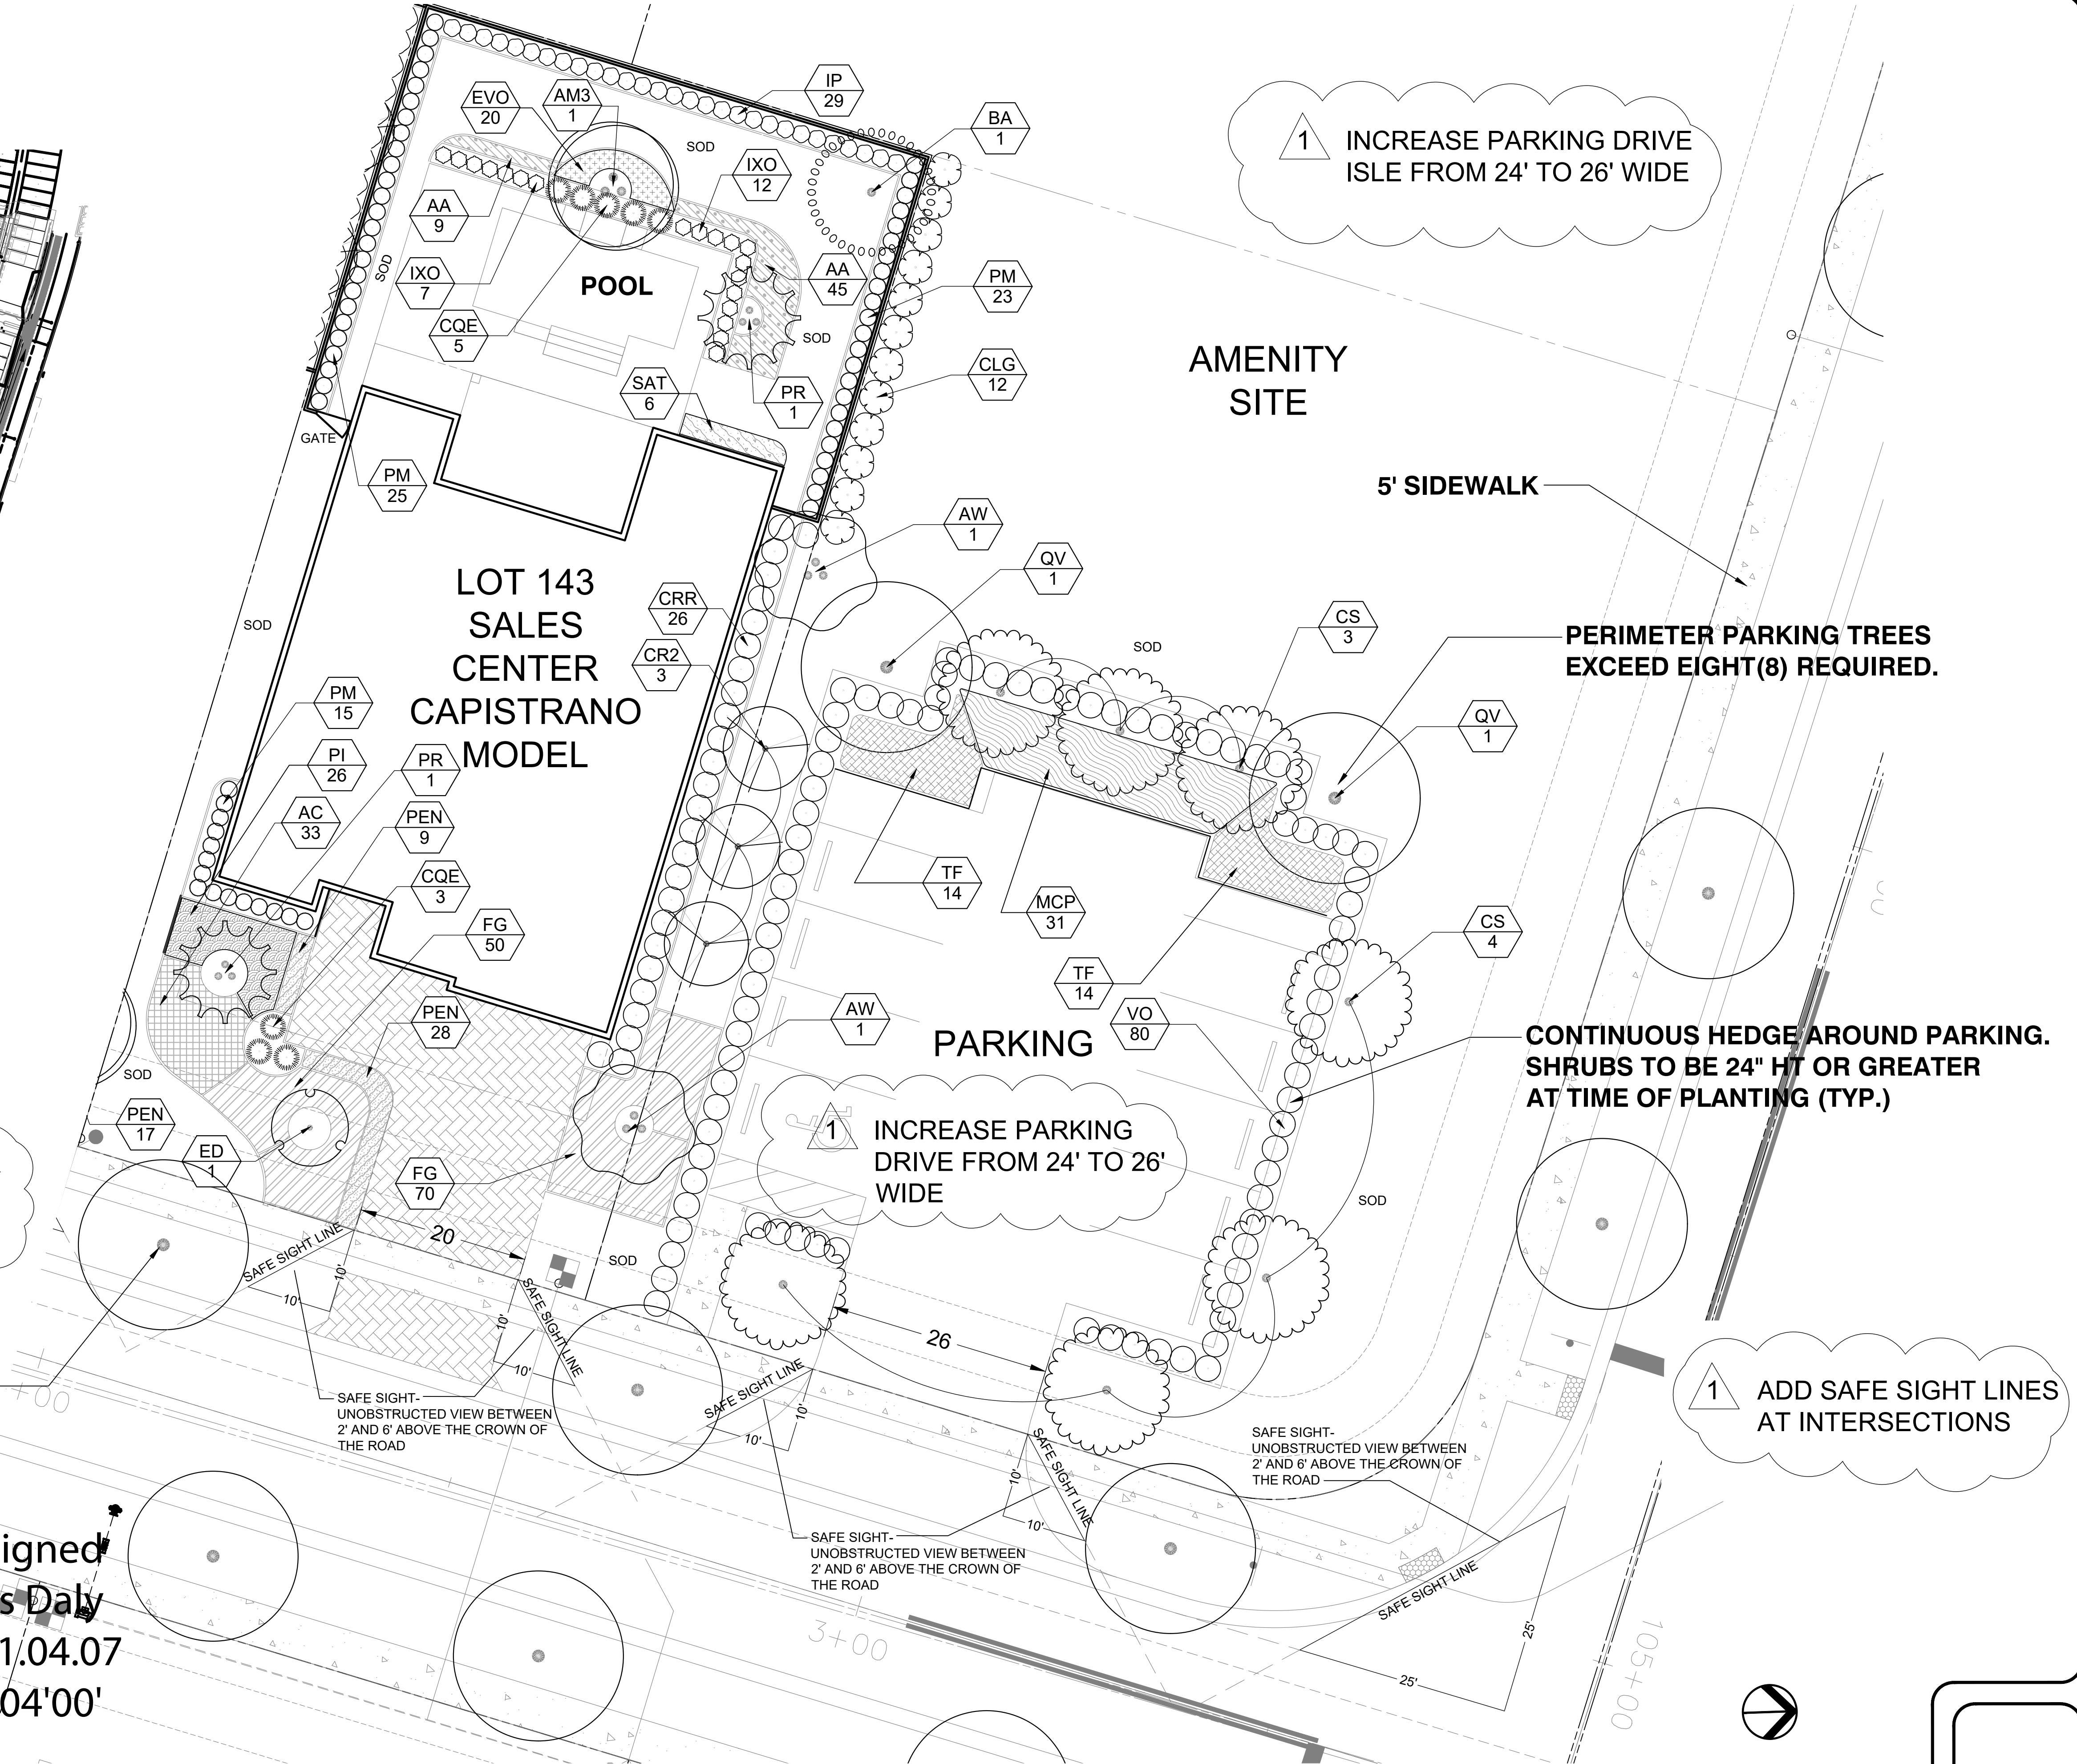 IP
29
EVO
20
AM3
1
BA
1
1 INCREASE PARKING DRIVE
ISLE FROM 24' TO 26' WIDE
SOD
IXO
12
AA
9
SOD
IXO
7
POOL
AA
45
PM
23
CQE
5
SOD
SAT
6
PR
1
CLG
12
AMENITY
SITE
GATE
PM
25
5' SIDEWALK
AW
1
QV
1
LOT 143
SALES
CENTER
CAPISTRANO
MODEL
SOD
CRR
26
CR2
3
CS
3
SOD
PERIMETER PARKING TREES
EXCEED EIGHT(8) REQUIRED.
PM
15
QV
1
PI
26
PR
1
AC
33
PEN
9
CQE
3
TF
14
MCP
31
FG
50
CS
4
TF
14
PEN
28
AW
1
PARKING
VO
80
CONTINUOUS HEDGE AROUND PARKING.
SHRUBS TO BE 24" HT OR GREATER
AT TIME OF PLANTING (TYP.)
SOD
PEN
17
ED
1
FG
70
1 INCREASE PARKING
DRIVE FROM 24' TO 26'
WIDE
SOD
20
SOD
26
SAFE SIGHT LINE
10'
10'
SAFE SIGHT LINE
10'
10'
SAFE SIGHT LINE
10'
10'
SAFE SIGHT LINE
10'
10'
SAFE SIGHT-
UNOBSTRUCTED VIEW BETWEEN
2' AND 6' ABOVE THE CROWN OF
THE ROAD
SAFE SIGHT-
UNOBSTRUCTED VIEW BETWEEN
2' AND 6' ABOVE THE CROWN OF
THE ROAD
SAFE SIGHT-
UNOBSTRUCTED VIEW BETWEEN
2' AND 6' ABOVE THE CROWN OF
THE ROAD
1 ADD SAFE SIGHT LINES
AT INTERSECTIONS
SAFE SIGHT LINE
25'
25'
+00
3+00
105+00
igned
s Daly
1.04.07
04'00'